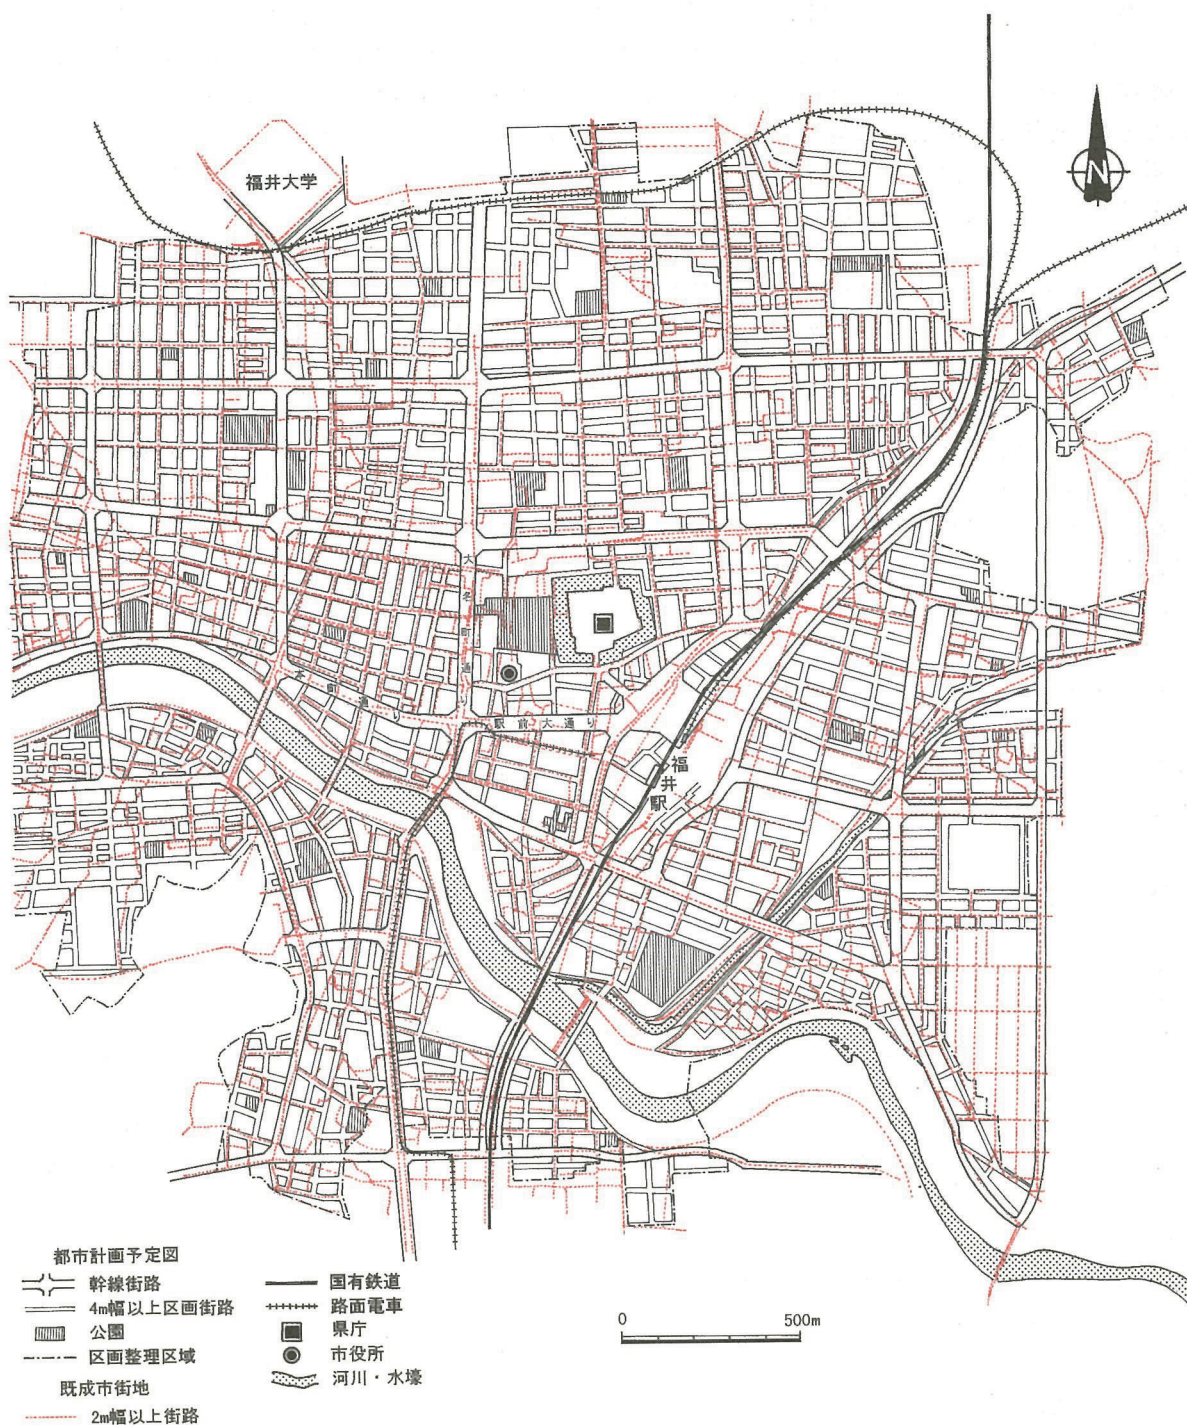 福井大学
N
大名町通り
本町通り
駅前大通り
福井駅
都市計画予定図
幹線街路
4m幅以上区画街路
公園
区画整理区域
既成市街地
2m幅以上街路
国有鉄道
路面電車
県庁
市役所
河川・水壕
0 500m